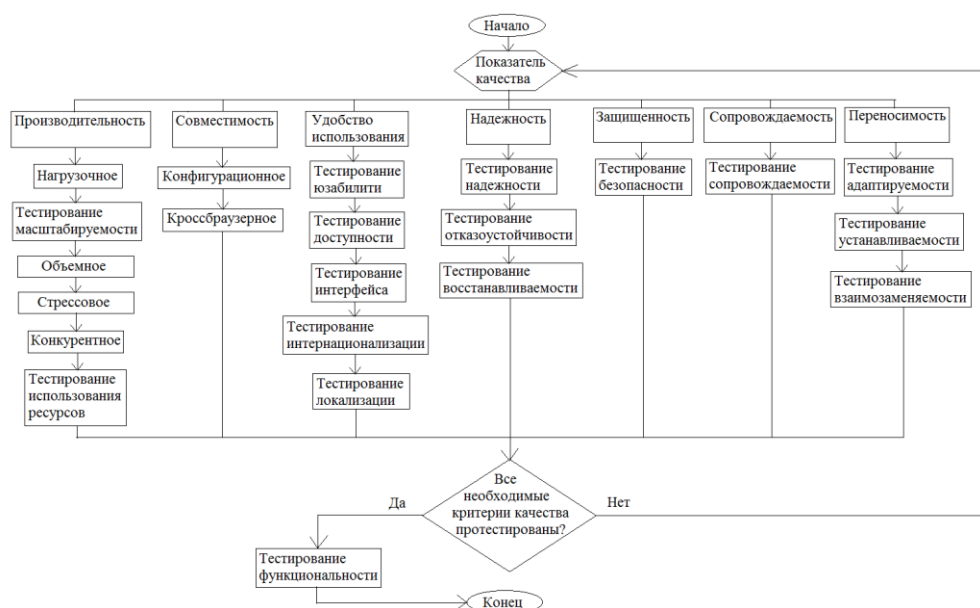 Начало
Показатель
качества
Производительность
Совместимость
Удобство
использования
Надежность
Защищенность
Сопровождаемость
Переносимость
Нагрузочное
Тестирование
масштабируемости
Объемное
Стрессовое
Конкурентное
Тестирование
использования
ресурсов
Конфигурационное
Кроссбраузерное
Тестирование
юзабилити
Тестирование
доступности
Тестирование
интерфейса
Тестирование
интернационализации
Тестирование
локализации
Тестирование
надежности
Тестирование
отказоустойчивости
Тестирование
восстанавливаемости
Тестирование
безопасности
Тестирование
сопровождаемости
Тестирование
адаптируемости
Тестирование
устанавливаемости
Тестирование
взаимозаменяемости
Все
необходимые
критерии качества
протестированы?
Да
Нет
Тестирование
функциональности
Конец